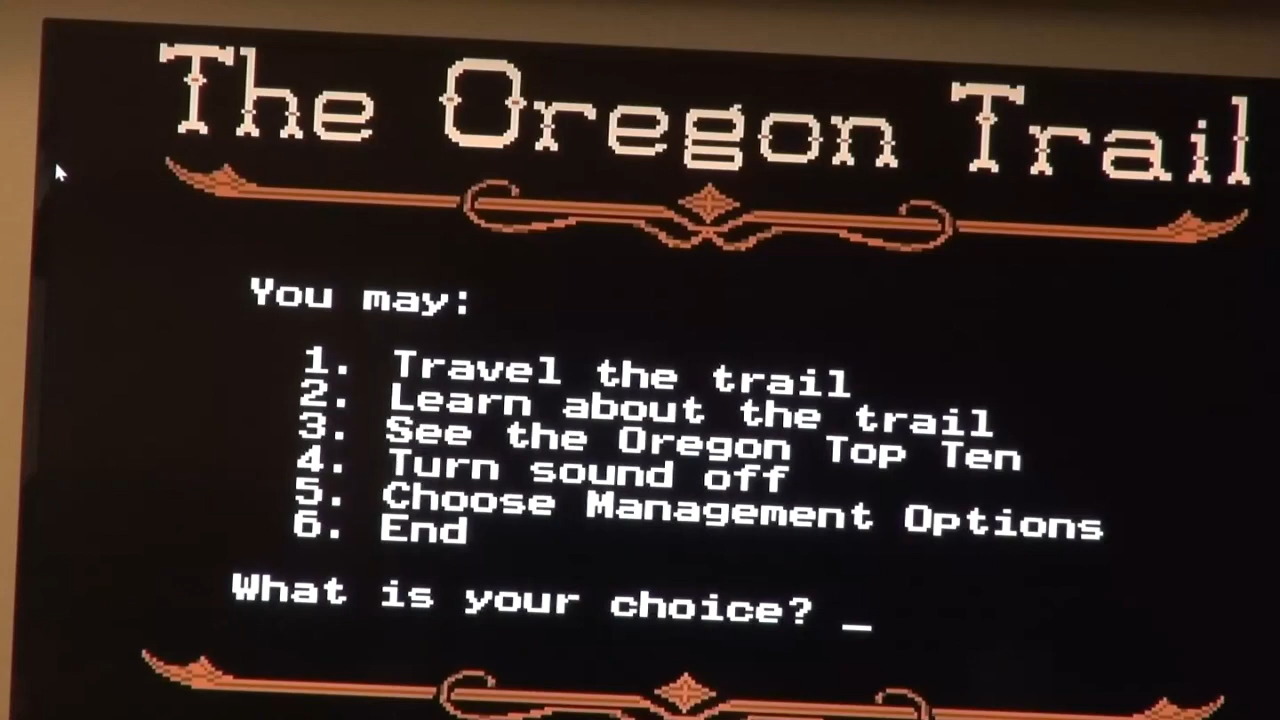 The Oregon Trail
You may:
1. Travel the trail
2. Learn about the trail
3. See the Oregon Top Ten
4. Turn sound off
5. Choose Management Options
6. End
What is your choice? _